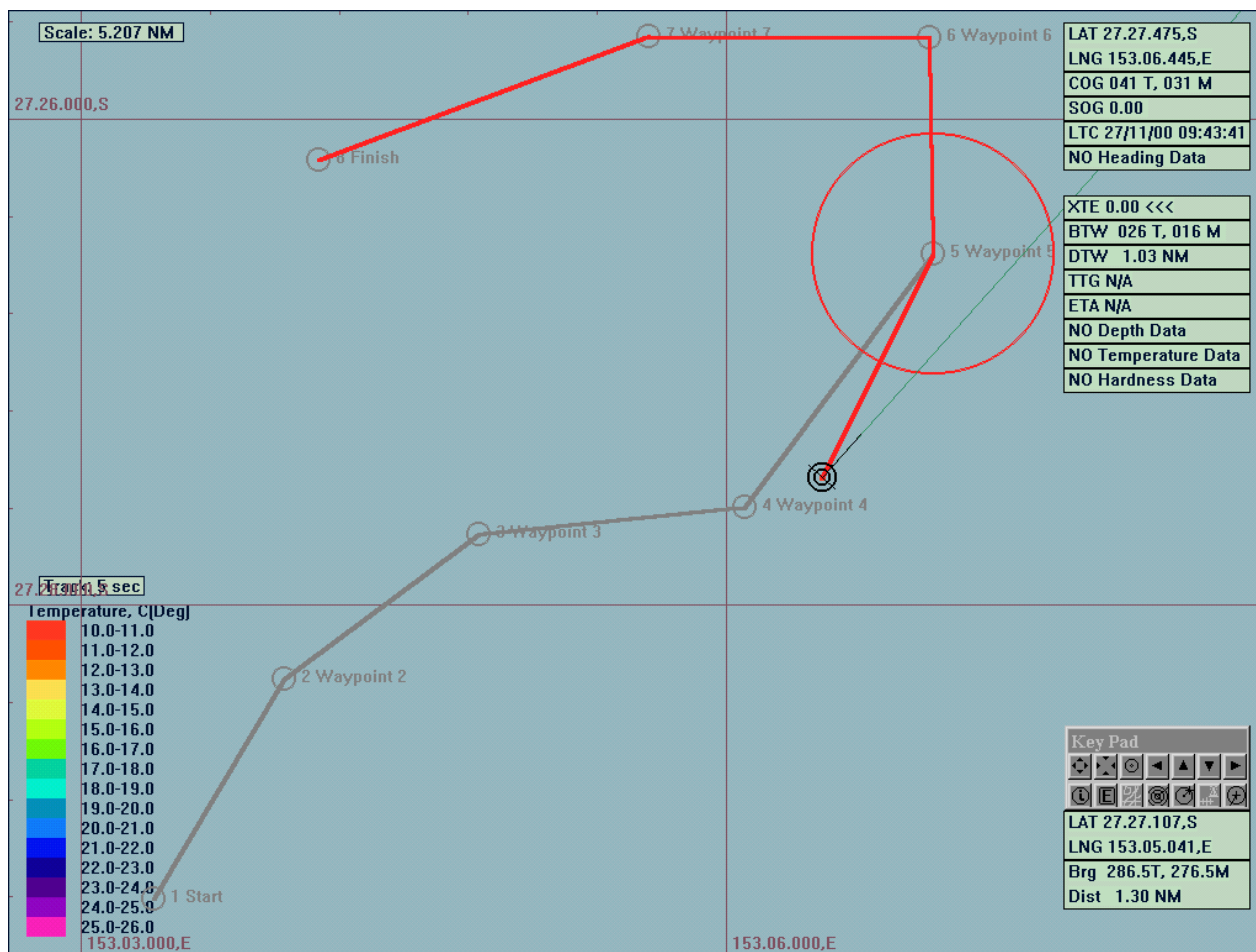 Scale: 5.207 NM
7 Waypoint 7
6 Waypoint 6
27.26.000,S
8 Finish
5 Waypoint 5
4 Waypoint 4
3 Waypoint 3
Track: 5 sec
2 Waypoint 2
1 Start
Temperature, C(Deg)
10.0-11.0
11.0-12.0
12.0-13.0
13.0-14.0
14.0-15.0
15.0-16.0
16.0-17.0
17.0-18.0
18.0-19.0
19.0-20.0
20.0-21.0
21.0-22.0
22.0-23.0
23.0-24.0
24.0-25.0
25.0-26.0
153.03.000,E
153.06.000,E
LAT 27.27.475,S
LNG 153.06.445,E
COG 041 T, 031 M
SOG 0.00
LTC 27/11/00 09:43:41
NO Heading Data
XTE 0.00 <<<
BTW 026 T, 016 M
DTW 1.03 NM
TTG N/A
ETA N/A
NO Depth Data
NO Temperature Data
NO Hardness Data
Key Pad
i E
LAT 27.27.107,S
LNG 153.05.041,E
Brg 286.5T, 276.5M
Dist 1.30 NM